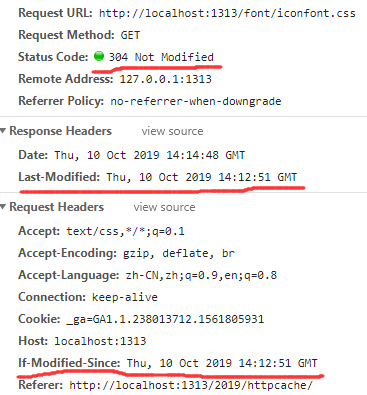 Request URL: http://localhost:1313/font/iconfont.css
Request Method: GET
Status Code: 304 Not Modified
Remote Address: 127.0.0.1:1313
Referrer Policy: no-referrer-when-downgrade
Response Headers view source
Date: Thu, 10 Oct 2019 14:14:48 GMT
Last-Modified: Thu, 10 Oct 2019 14:12:51 GMT
Request Headers view source
Accept: text/css,*/*;q=0.1
Accept-Encoding: gzip, deflate, br
Accept-Language: zh-CN,zh;q=0.9,en;q=0.8
Connection: keep-alive
Cookie: _ga=GA1.1.238013712.1561805931
Host: localhost:1313
If-Modified-Since: Thu, 10 Oct 2019 14:12:51 GMT
Referer: http://localhost:1313/2019/httpcache/